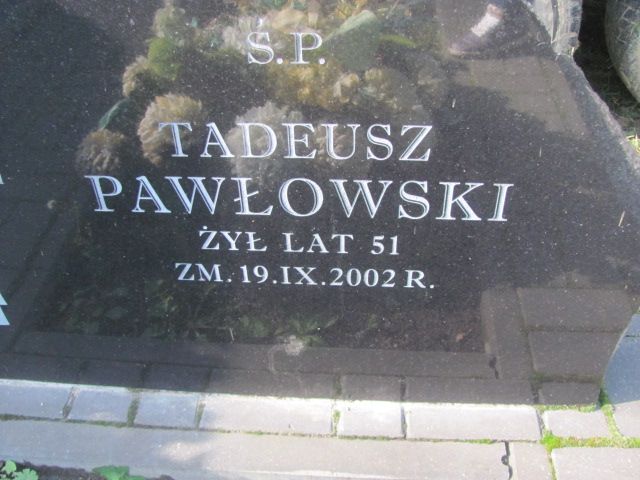 Ś.P.
TADEUSZ
PAWŁOWSKI
ŻYŁ LAT 51
ZM. 19.IX.2002 R.